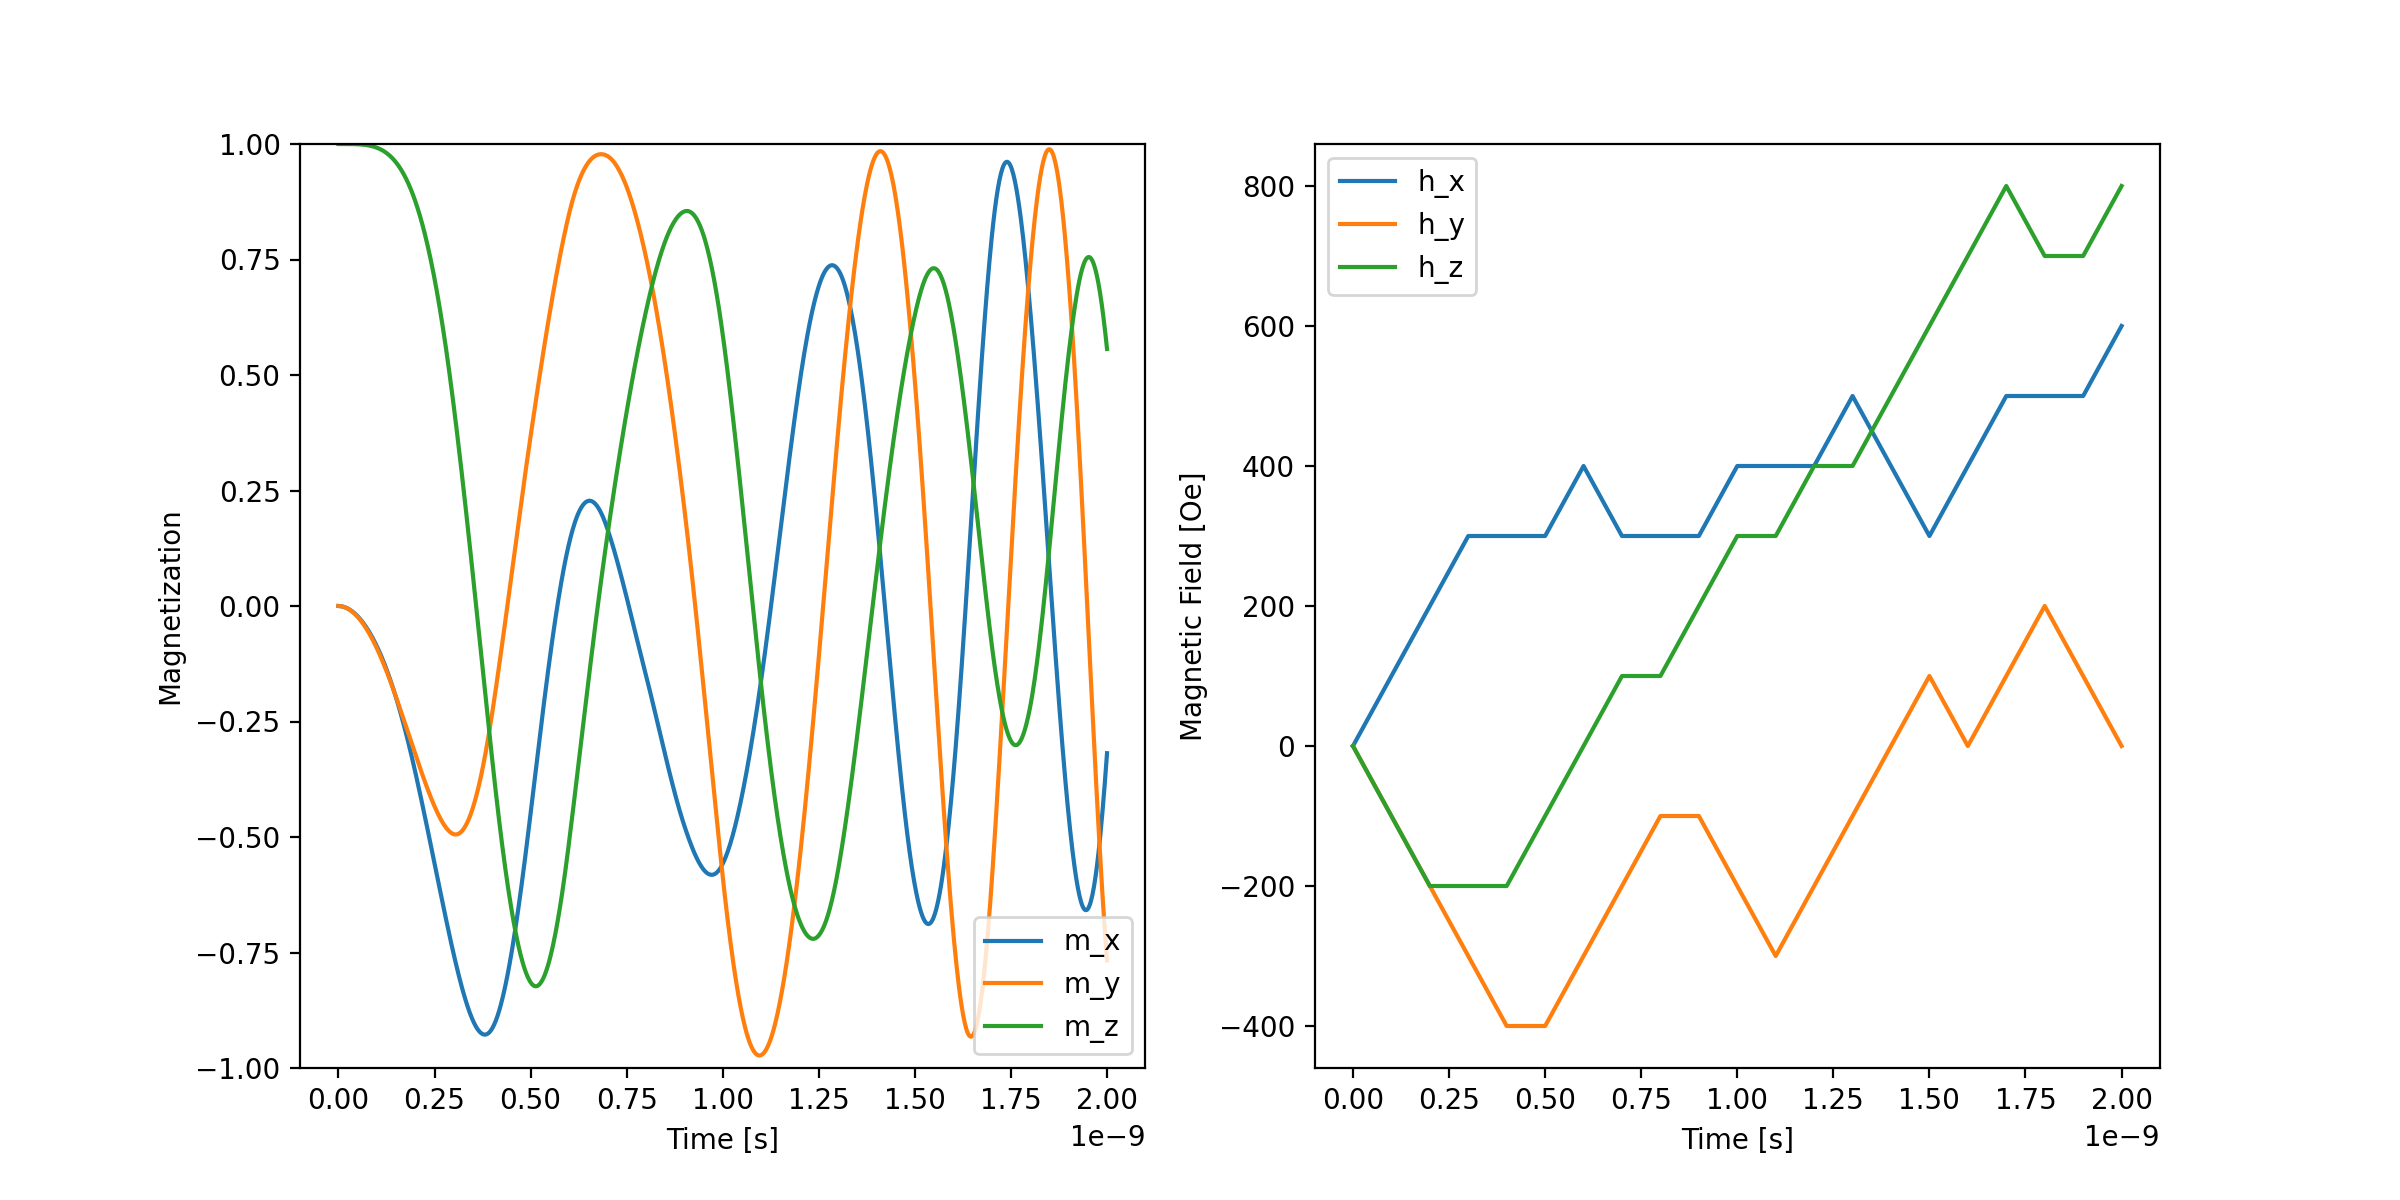 1.00
0.75
0.50
0.25
0.00
−0.25
−0.50
−0.75
−1.00
Magnetization
0.00 0.25 0.50 0.75 1.00 1.25 1.50 1.75 2.00
Time [s]
1e−9
m_x
m_y
m_z
800
600
400
200
0
−200
−400
Magnetic Field [Oe]
0.00 0.25 0.50 0.75 1.00 1.25 1.50 1.75 2.00
Time [s]
1e−9
h_x
h_y
h_z